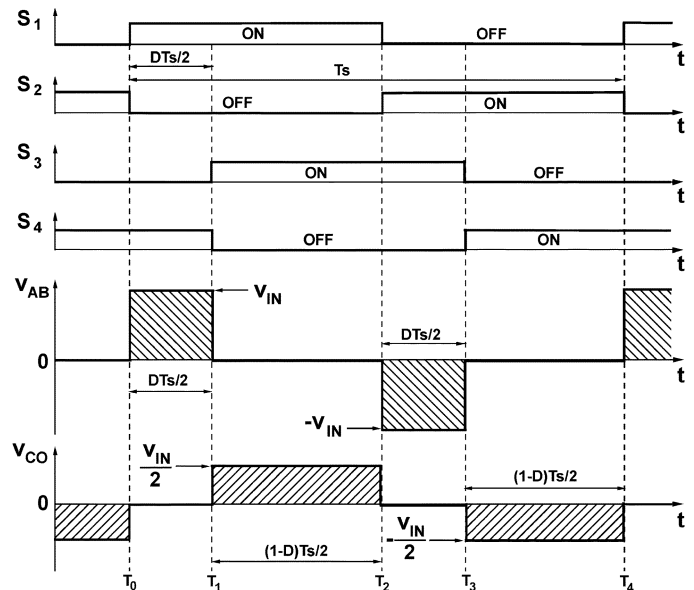 S1 ON OFF t
DTs/2 Ts
S2 OFF ON t
S3 ON OFF t
S4 OFF ON t
VAB VIN
DTs/2
0 t
DTs/2
-VIN
VCO VIN/2 (1-D)Ts/2
0 t
(1-D)Ts/2 -VIN/2
T0 T1 T2 T3 T4